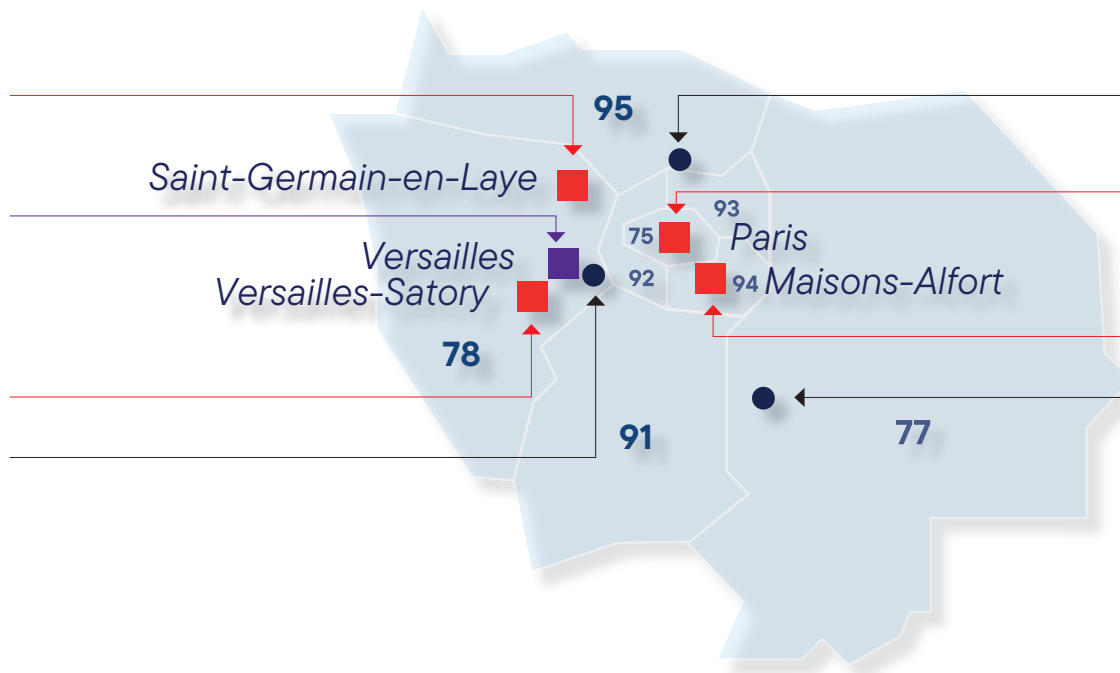 95
Saint-Germain-en-Laye
93
75
Paris
Versailles
92
94
Maisons-Alfort
Versailles-Satory
78
91
77